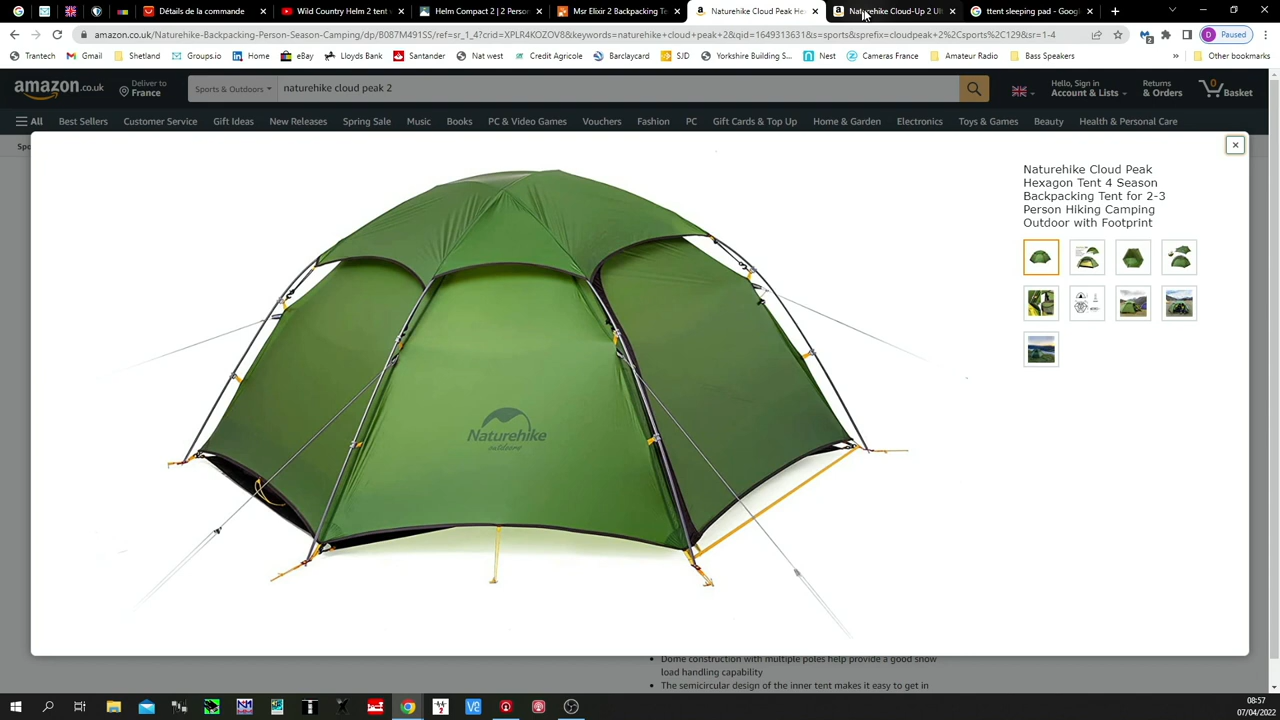 Détails de la commande
Wild Country Helm 2 tent
Helm Compact 2 | 2 Person
Msr Elixir 2 Backpacking Te
Naturehike Cloud Peak He
Naturehike Cloud-Up 2 Ul
ttent sleeping pad - Goog
amazon.co.uk/Naturehike-Backpacking-Person-Season-Camping/dp/B087M491SS/ref=sr_1_4?crid=XPLR4KOZOV8&keywords=naturehike+cloud+peak+2&qid=1649313631&s=sports&sprefix=cloudpeak+2%2Csports%2C129&sr=1-4
2
D Paused
Trantech
Google.io
Home
eBay
Lloyds Bank
Santander
Nat west
Credit Agricole
Barclaycard
SJD
Yorkshire Building S...
Nest
Cameras France
Amateur Radio
Bass Speakers
» Other bookmarks
amazon.co.uk
Deliver to
France
Sports & Outdoors
naturehike cloud peak 2
Hello, Sign in
Account & Lists
Returns
& Orders
0
Basket
All
Best Sellers
Customer Service
Gift Ideas
New Releases
Spring Sale
Music
Books
PC & Video Games
Vouchers
Fashion
PC
Gift Cards & Top Up
Home & Garden
Electronics
Toys & Games
Beauty
Health & Personal Care
Spo
Naturehike Cloud Peak
Hexagon Tent 4 Season
Backpacking Tent for 2-3
Person Hiking Camping
Outdoor with Footprint
Naturehike
outdoors
Dome construction with multiple poles help provide a good snow
load handling capability
The semicircular design of the inner tent makes it easy to get in
08:57
07/04/2022